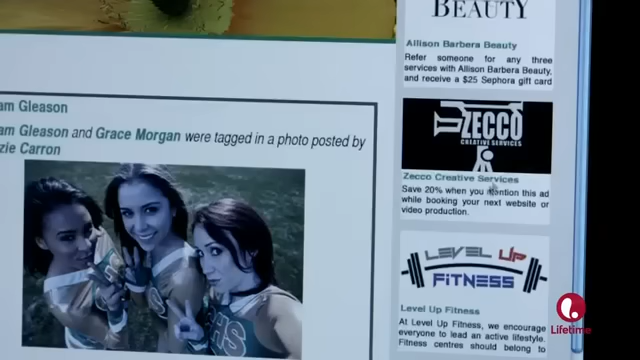 BEAUTY
Allison Barbera Beauty
Refer someone for any three
services with Allison Barbera Beauty,
and receive a $25 Sephora gift card
am Gleason
am Gleason and Grace Morgan were tagged in a photo posted by
zie Carron
ZECCO
CREATIVE SERVICES
Zecco Creative Services
Save 20% when you mention this ad
while booking your next website or
video production.
LEVEL UP
FITNESS
Level Up Fitness
At Level Up Fitness, we encourage
everyone to lead an active lifestyle.
Fitness centres should belong to
HS
Lifetime